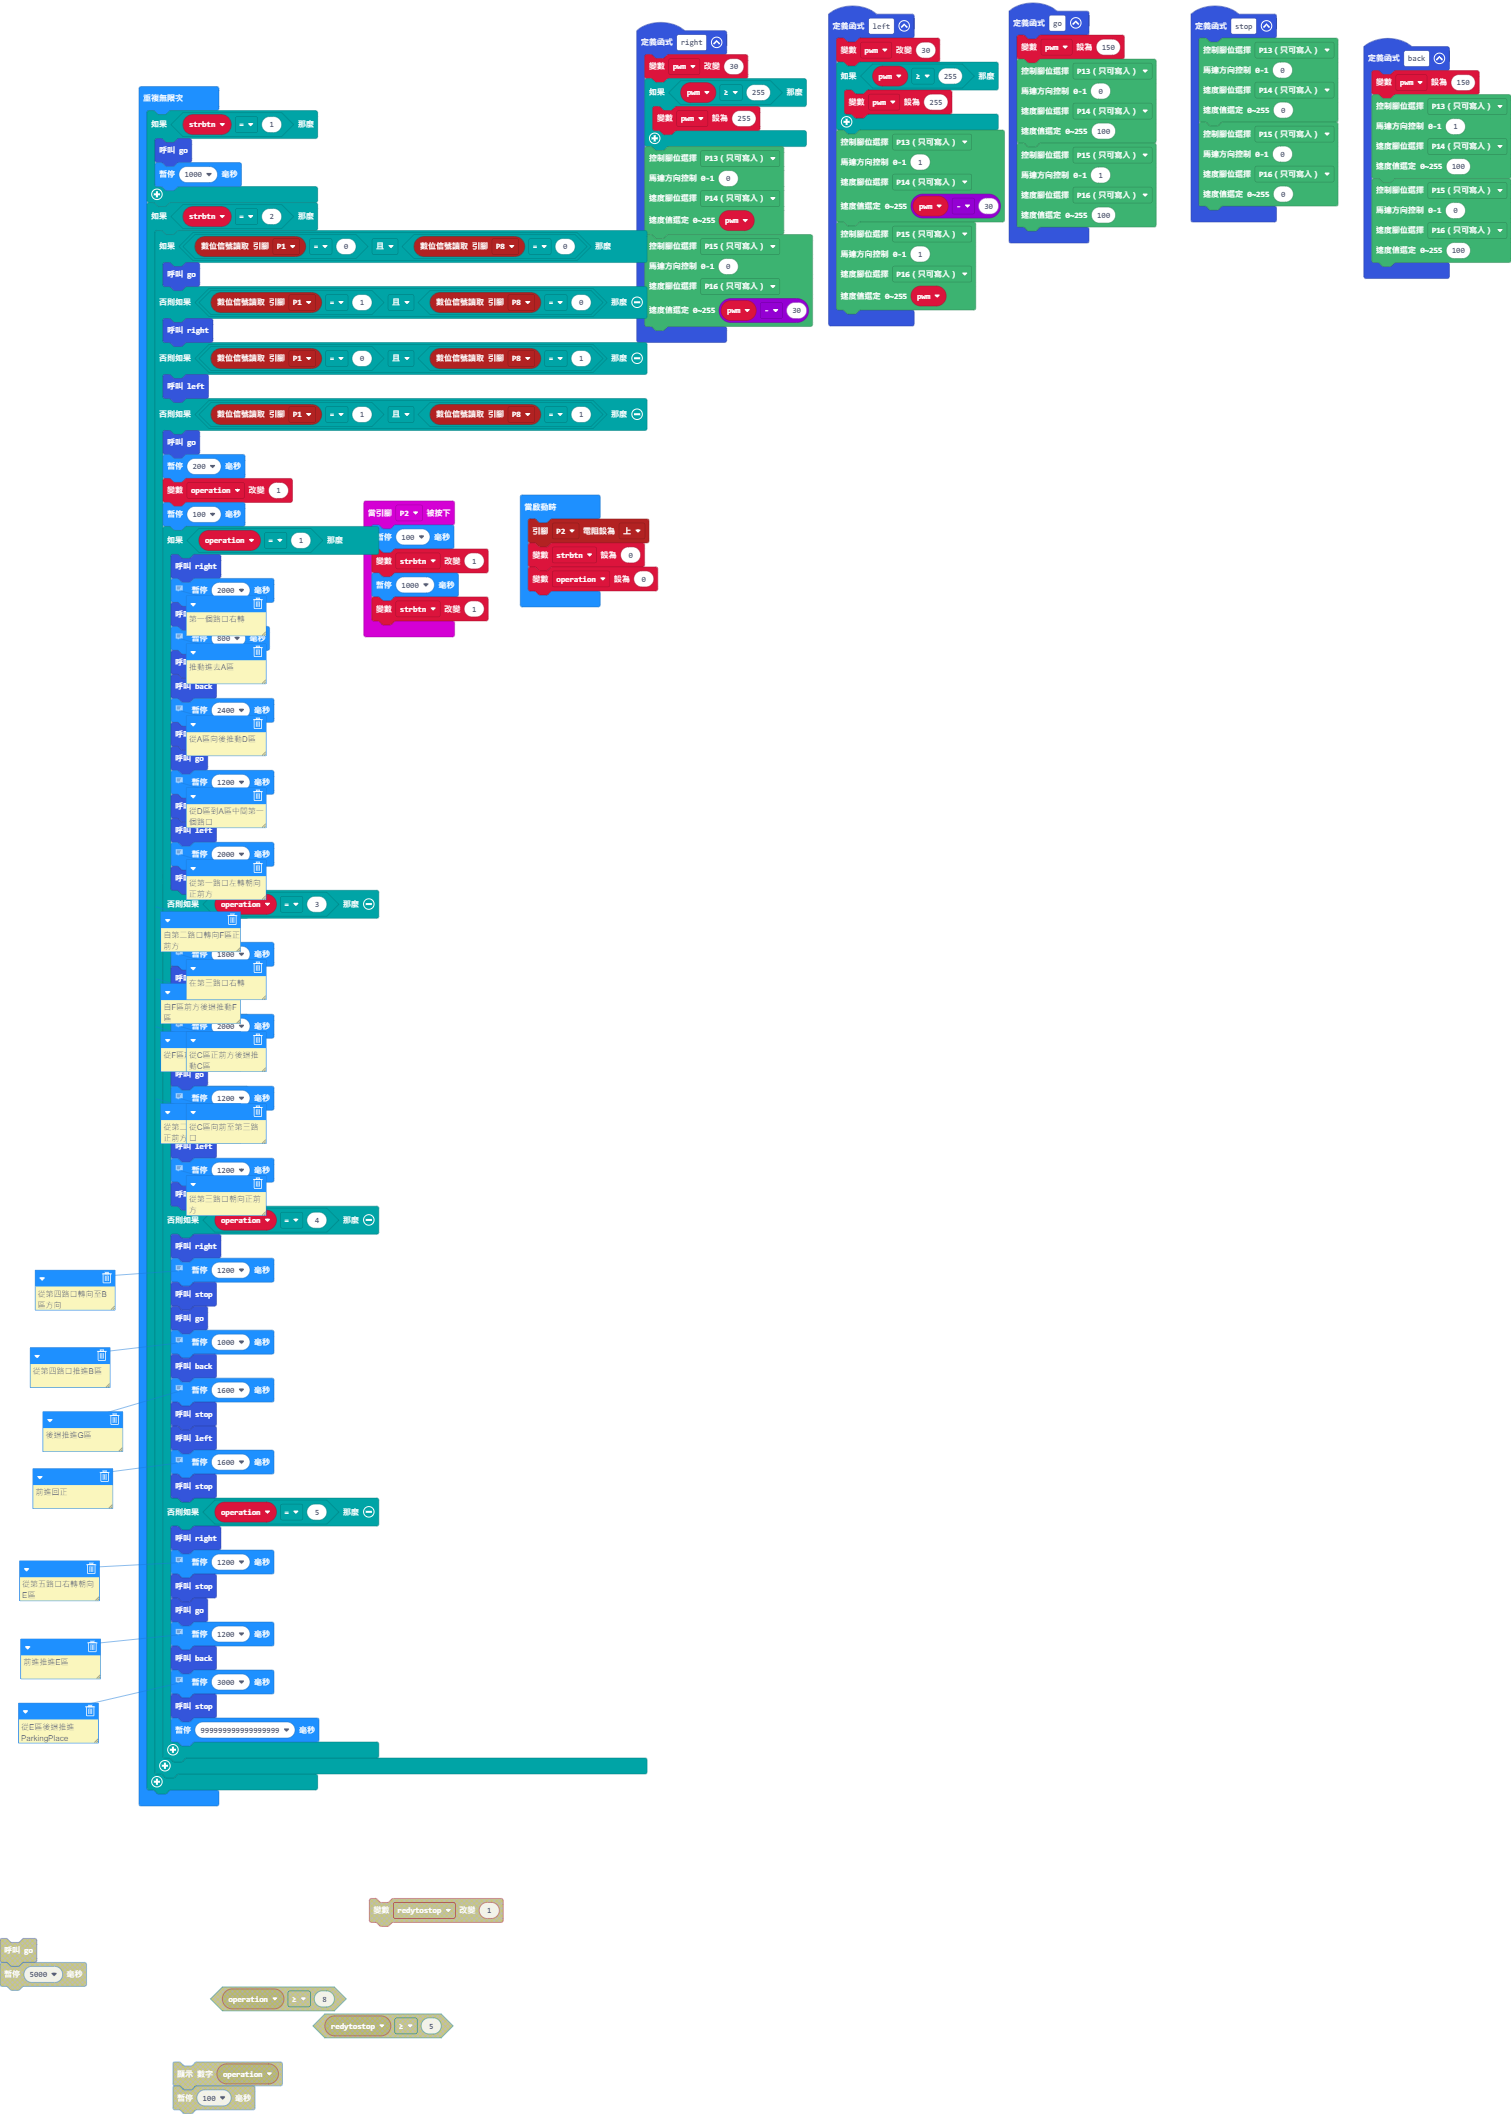 定義函式 right
變數 pwm 改變 30
如果 pwm ≥ 255 那麼
變數 pwm 設為 255
控制腳位選擇 P13 ( 只可寫入 )
馬達方向控制 0-1 0
速度腳位選擇 P14 ( 只可寫入 )
速度值選定 0~255 pwm
控制腳位選擇 P15 ( 只可寫入 )
馬達方向控制 0-1 0
速度腳位選擇 P16 ( 只可寫入 )
速度值選定 0~255 pwm - 30
定義函式 left
變數 pwm 改變 30
如果 pwm ≥ 255 那麼
變數 pwm 設為 255
控制腳位選擇 P13 ( 只可寫入 )
馬達方向控制 0-1 1
速度腳位選擇 P14 ( 只可寫入 )
速度值選定 0~255 pwm - 30
控制腳位選擇 P15 ( 只可寫入 )
馬達方向控制 0-1 1
速度腳位選擇 P16 ( 只可寫入 )
速度值選定 0~255 pwm
定義函式 go
變數 pwm 設為 150
控制腳位選擇 P13 ( 只可寫入 )
馬達方向控制 0-1 0
速度腳位選擇 P14 ( 只可寫入 )
速度值選定 0~255 100
控制腳位選擇 P15 ( 只可寫入 )
馬達方向控制 0-1 1
速度腳位選擇 P16 ( 只可寫入 )
速度值選定 0~255 100
定義函式 stop
控制腳位選擇 P13 ( 只可寫入 )
馬達方向控制 0-1 0
速度腳位選擇 P14 ( 只可寫入 )
速度值選定 0~255 0
控制腳位選擇 P15 ( 只可寫入 )
馬達方向控制 0-1 0
速度腳位選擇 P16 ( 只可寫入 )
速度值選定 0~255 0
定義函式 back
變數 pwm 設為 150
控制腳位選擇 P13 ( 只可寫入 )
馬達方向控制 0-1 1
速度腳位選擇 P14 ( 只可寫入 )
速度值選定 0~255 100
控制腳位選擇 P15 ( 只可寫入 )
馬達方向控制 0-1 0
速度腳位選擇 P16 ( 只可寫入 )
速度值選定 0~255 100
重複無限次
如果 strbtn = 1 那麼
呼叫 go
暫停 1000 毫秒
如果 strbtn = 2 那麼
如果 數位信號讀取 引腳 P1 = 0 且 數位信號讀取 引腳 P8 = 0 那麼
呼叫 go
否則如果 數位信號讀取 引腳 P1 = 1 且 數位信號讀取 引腳 P8 = 0 那麼
呼叫 right
否則如果 數位信號讀取 引腳 P1 = 0 且 數位信號讀取 引腳 P8 = 1 那麼
呼叫 left
否則如果 數位信號讀取 引腳 P1 = 1 且 數位信號讀取 引腳 P8 = 1 那麼
呼叫 go
暫停 200 毫秒
變數 operation 改變 1
暫停 100 毫秒
如果 operation = 1 那麼
呼叫 right
暫停 2000 毫秒
第一個路口右轉
暫停 800 毫秒
推動進去A區
呼叫 back
暫停 2400 毫秒
從A區向後推動D區
呼叫 go
暫停 1200 毫秒
從D區到A區中間第一
個路口
呼叫 left
暫停 2000 毫秒
從第一路口左轉朝向
正前方
否則如果 operation = 3 那麼
自第二路口轉向F區正
前方
暫停 1800 毫秒
在第三路口右轉
自F區前方後退推動F
區
暫停 2000 毫秒
從F區
從C區正前方後退推
動C區
呼叫 go
暫停 1200 毫秒
從第二
正前方
從C區向前至第三路
口
呼叫 left
暫停 1200 毫秒
從第三路口朝向正前
方
否則如果 operation = 4 那麼
呼叫 right
暫停 1200 毫秒
從第四路口轉向至B
區方向
呼叫 stop
呼叫 go
暫停 1000 毫秒
從第四路口推進B區
呼叫 back
暫停 1600 毫秒
後退推進G區
呼叫 stop
呼叫 left
暫停 1600 毫秒
前進回正
呼叫 stop
否則如果 operation = 5 那麼
呼叫 right
暫停 1200 毫秒
從第五路口右轉朝向
E區
呼叫 stop
呼叫 go
暫停 1200 毫秒
前進推進E區
呼叫 back
暫停 3000 毫秒
從E區後退推進
ParkingPlace
呼叫 stop
暫停 999999999999999999 毫秒
當引腳 P2 被按下
暫停 100 毫秒
變數 strbtn 改變 1
暫停 1000 毫秒
變數 strbtn 改變 1
當啟動時
引腳 P2 電阻設為 上
變數 strbtn 設為 0
變數 operation 設為 0
變數 redytostop 改變 1
呼叫 go
暫停 5000 毫秒
operation ≥ 8
redytostop ≥ 5
顯示 數字 operation
暫停 100 毫秒